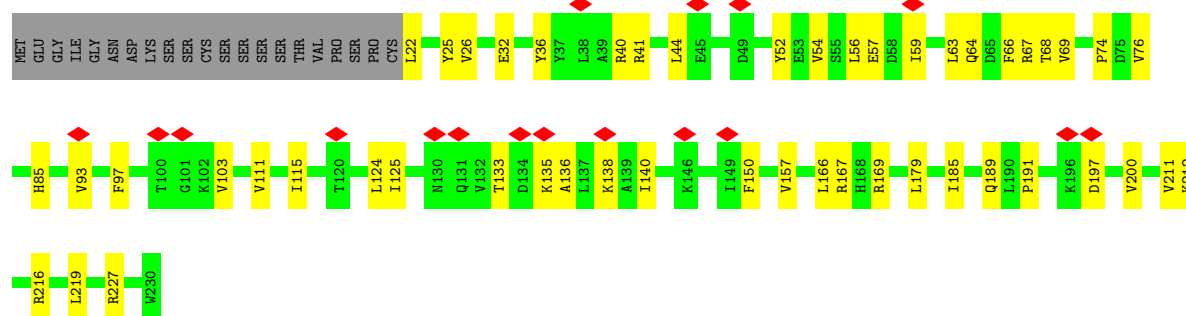 MET GLU GLY ILE GLY ASN ASP LYS SER SER CYS SER SER SER SER THR VAL PRO SER PRO CYS L22 Y25 V26 E32 Y36 Y37 L38 A39 R40 R41 L44 E45 D49 Y52 E53 V54 S55 L56 E57 D58 I59 L63 Q64 D65 F66 R67 T68 V69 P74 D75 V76
H85 V93 F97 T100 G101 K102 V103 V111 I115 T120 L124 I125 N130 Q131 V132 T133 D134 K135 A136 L137 K138 A139 I140 K146 I149 F150 V157 L166 R167 H168 R169 L179 I185 Q189 L190 P191 K196 D197 V200 V211 K212
R216 L219 R227 W230